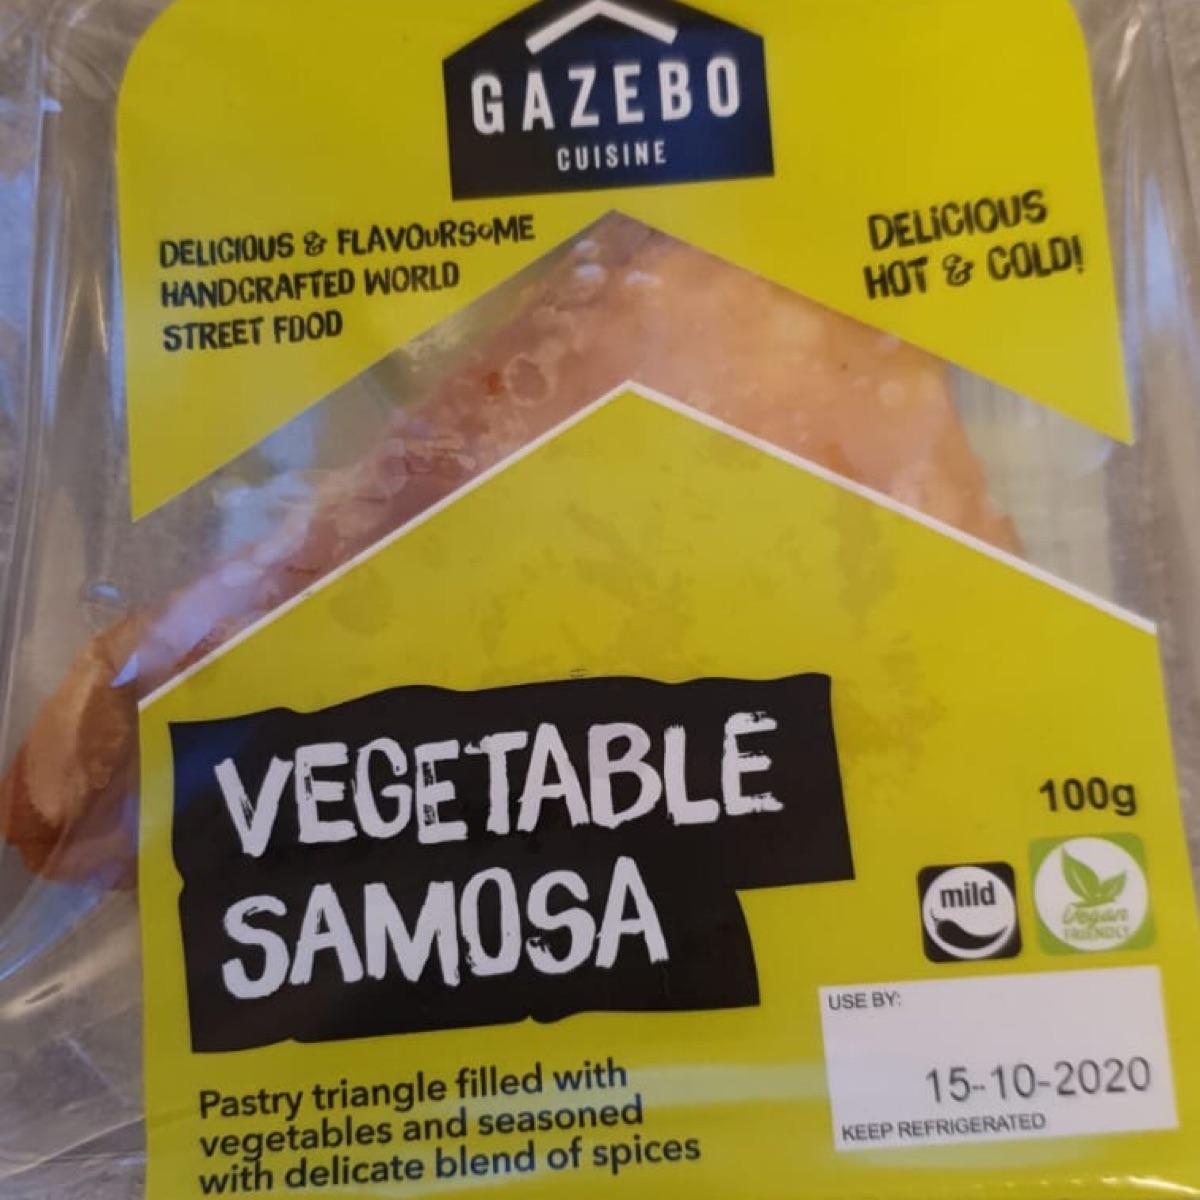 GAZEBO
CUISINE
DELICIOUS & FLAVOURSOME
HANDCRAFTED WORLD
STREET FOOD
DELICIOUS
HOT & COLD!
VEGETABLE
SAMOSA
100g
mild
Vegan
FRIENDLY
USE BY:
15-10-2020
KEEP REFRIGERATED
Pastry triangle filled with
vegetables and seasoned
with delicate blend of spices